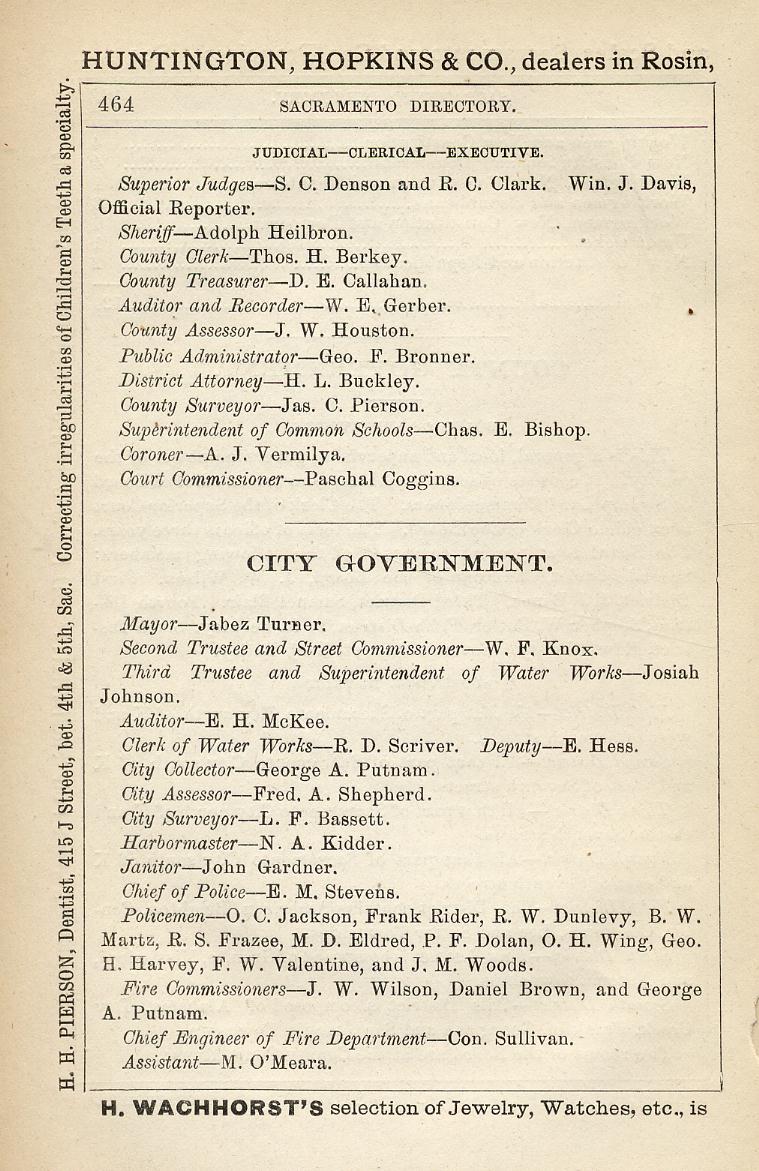 HUNTINGTON, HOPKINS & CO., dealers in Rosin,
464 SACRAMENTO DIRECTORY.
JUDICIAL—CLERICAL—EXECUTIVE.
Superior Judges—S. C. Denson and R. C. Clark. Win. J. Davis,
Official Reporter.
Sheriff—Adolph Heilbron.
County Clerk—Thos. H. Berkey.
County Treasurer—D. E. Callahan.
Auditor and Recorder—W. E. Gerber.
County Assessor—J. W. Houston.
Public Administrator—Geo. F. Bronner.
District Attorney—H. L. Buckley.
County Surveyor—Jas. C. Pierson.
Superintendent of Common Schools—Chas. E. Bishop.
Coroner—A. J. Vermilya.
Court Commissioner--Paschal Coggins.
CITY GOVERNMENT.
Mayor—Jabez Turner.
Second Trustee and Street Commissioner—W. F. Knox.
Third Trustee and Superintendent of Water Works—Josiah
Johnson.
Auditor—E. H. McKee.
Clerk of Water Works—R. D. Scriver. Deputy—E. Hess.
City Collector—George A. Putnam.
City Assessor—Fred. A. Shepherd.
City Surveyor—L. F. Bassett.
Harbormaster—N. A. Kidder.
Janitor—John Gardner.
Chief of Police—E. M. Stevens.
Policemen—O. C. Jackson, Frank Rider, R. W. Dunlevy, B. W.
Martz, R. S. Frazee, M. D. Eldred, P. F. Dolan, O. H. Wing, Geo.
H. Harvey, F. W. Valentine, and J. M. Woods.
Fire Commissioners—J. W. Wilson, Daniel Brown, and George
A. Putnam.
Chief Engineer of Fire Department—Con. Sullivan.
Assistant—M. O'Meara.
H. WACHHORST'S selection of Jewelry, Watches, etc., is
H. H. PIERSON, Dentist, 415 J Street, bet. 4th & 5th, Sac. Correcting irregularities of Children's Teeth a specialty.